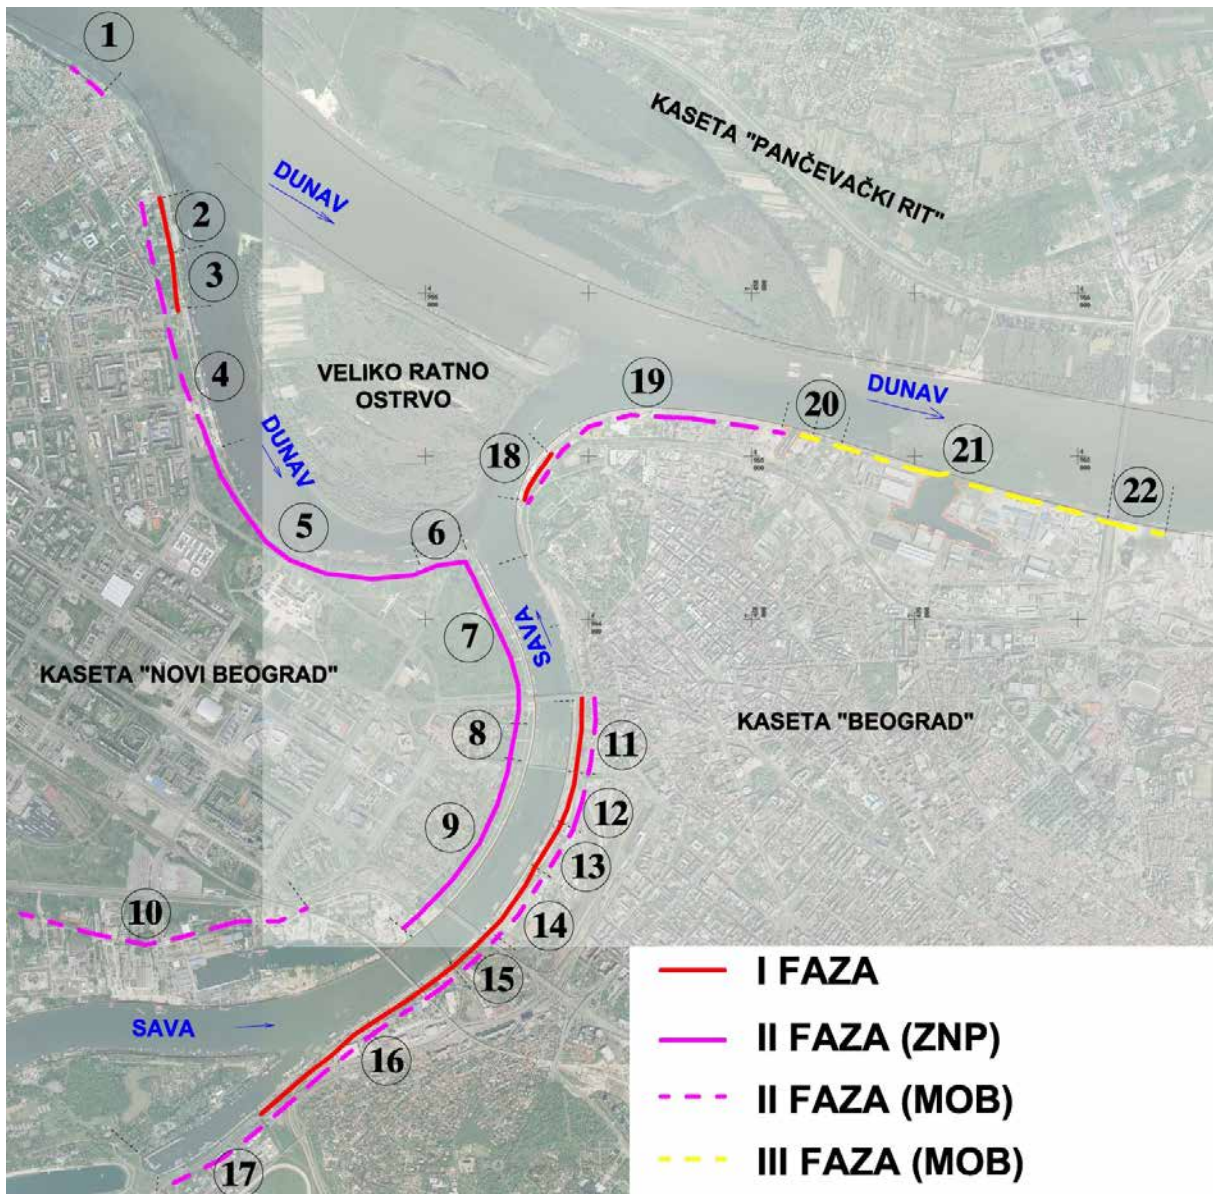 1
KASETA "PANČEVAČKI RIT"
DUNAV
2
3
VELIKO RATNO
OSTRVO
4
19
DUNAV
20
DUNAV
18
21
22
5
6
SAVA
7
KASETA "NOVI BEOGRAD"
KASETA "BEOGRAD"
8
11
9
12
13
10
14
15
SAVA
16
17
I FAZA
II FAZA (ZNP)
II FAZA (MOB)
III FAZA (MOB)